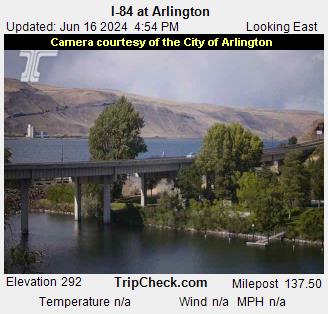 I-84 at Arlington
Updated: Jun 16 2024 4:54 PM Looking East
Camera courtesy of the City of Arlington
Elevation 292 TripCheck.com Milepost 137.50
Temperature n/a Wind n/a MPH n/a